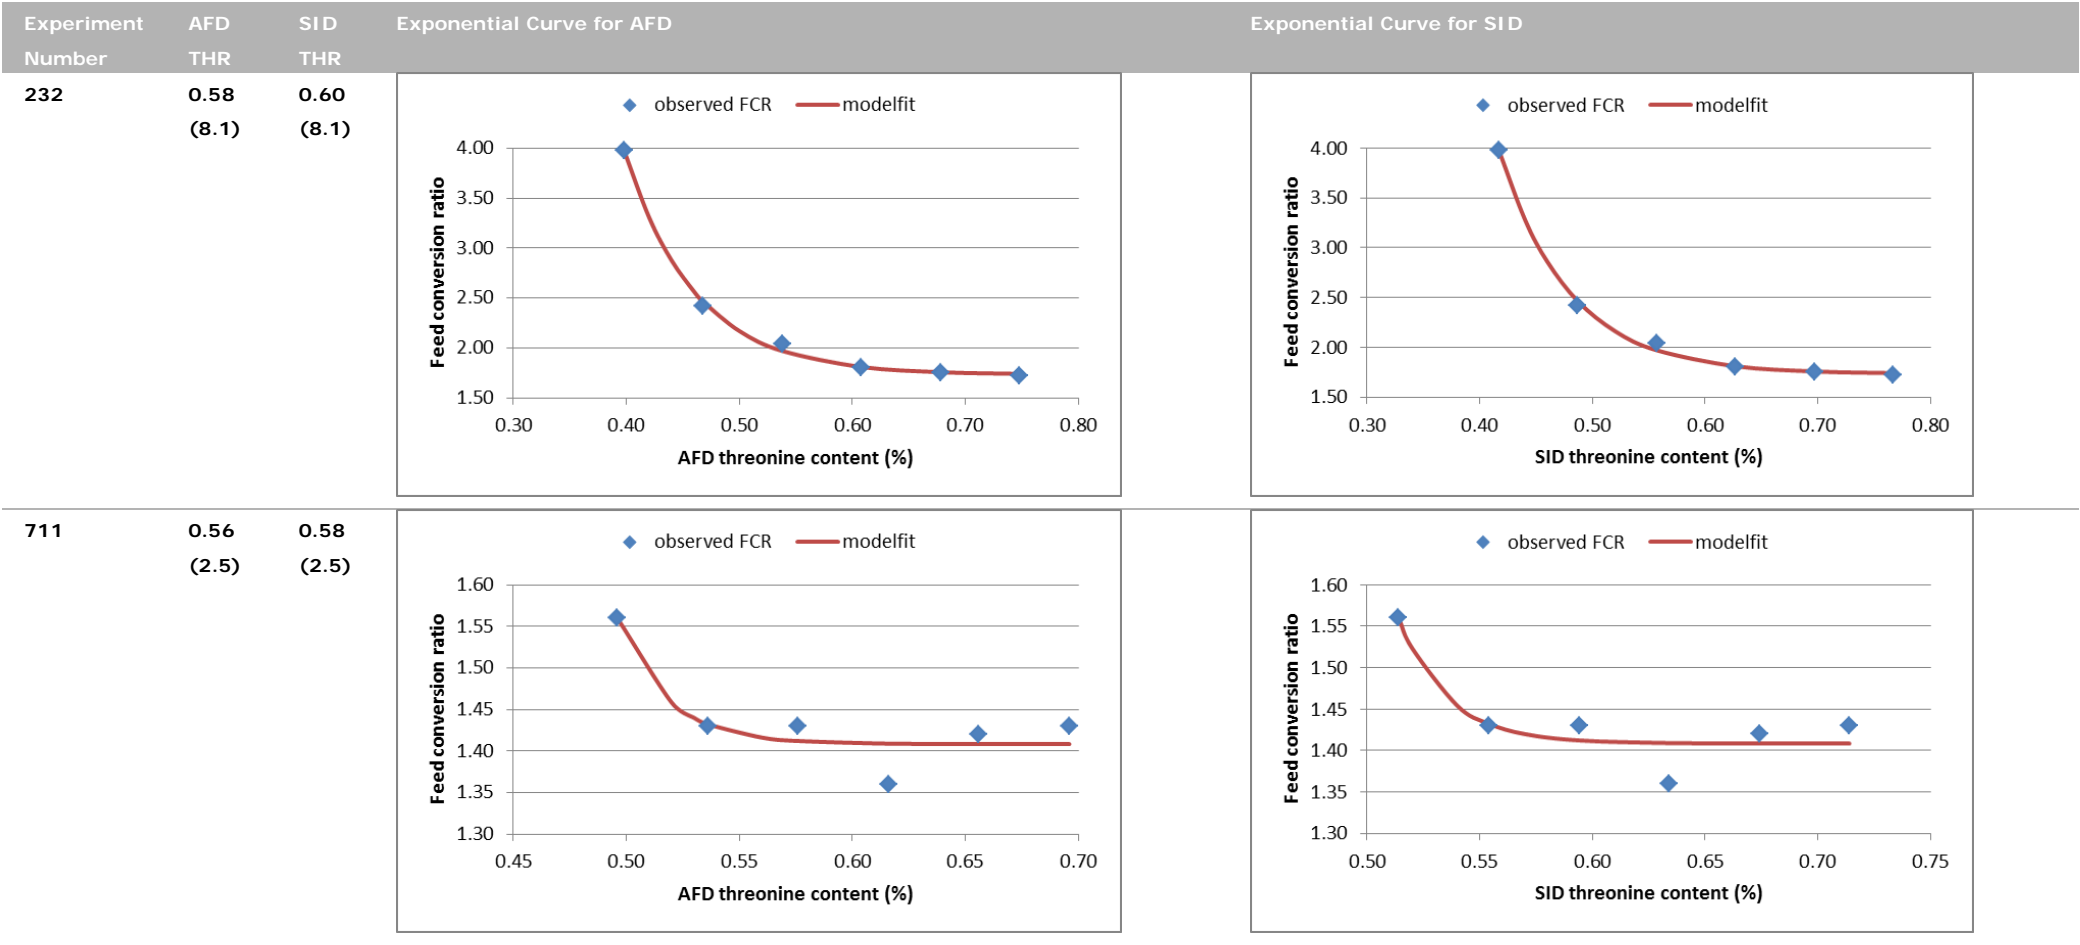 Experiment AFD SID Exponential Curve for AFD Exponential Curve for SID
Number THR THR
232 0.58 0.60
(8.1) (8.1)
observed FCR modelfit
4.00
3.50
3.00
2.50
2.00
1.50
Feed conversion ratio
0.30 0.40 0.50 0.60 0.70 0.80
AFD threonine content (%)
observed FCR modelfit
4.00
3.50
3.00
2.50
2.00
1.50
Feed conversion ratio
0.30 0.40 0.50 0.60 0.70 0.80
SID threonine content (%)
711 0.56 0.58
(2.5) (2.5)
observed FCR modelfit
1.60
1.55
1.50
1.45
1.40
1.35
1.30
Feed conversion ratio
0.45 0.50 0.55 0.60 0.65 0.70
AFD threonine content (%)
observed FCR modelfit
1.60
1.55
1.50
1.45
1.40
1.35
1.30
Feed conversion ratio
0.50 0.55 0.60 0.65 0.70 0.75
SID threonine content (%)